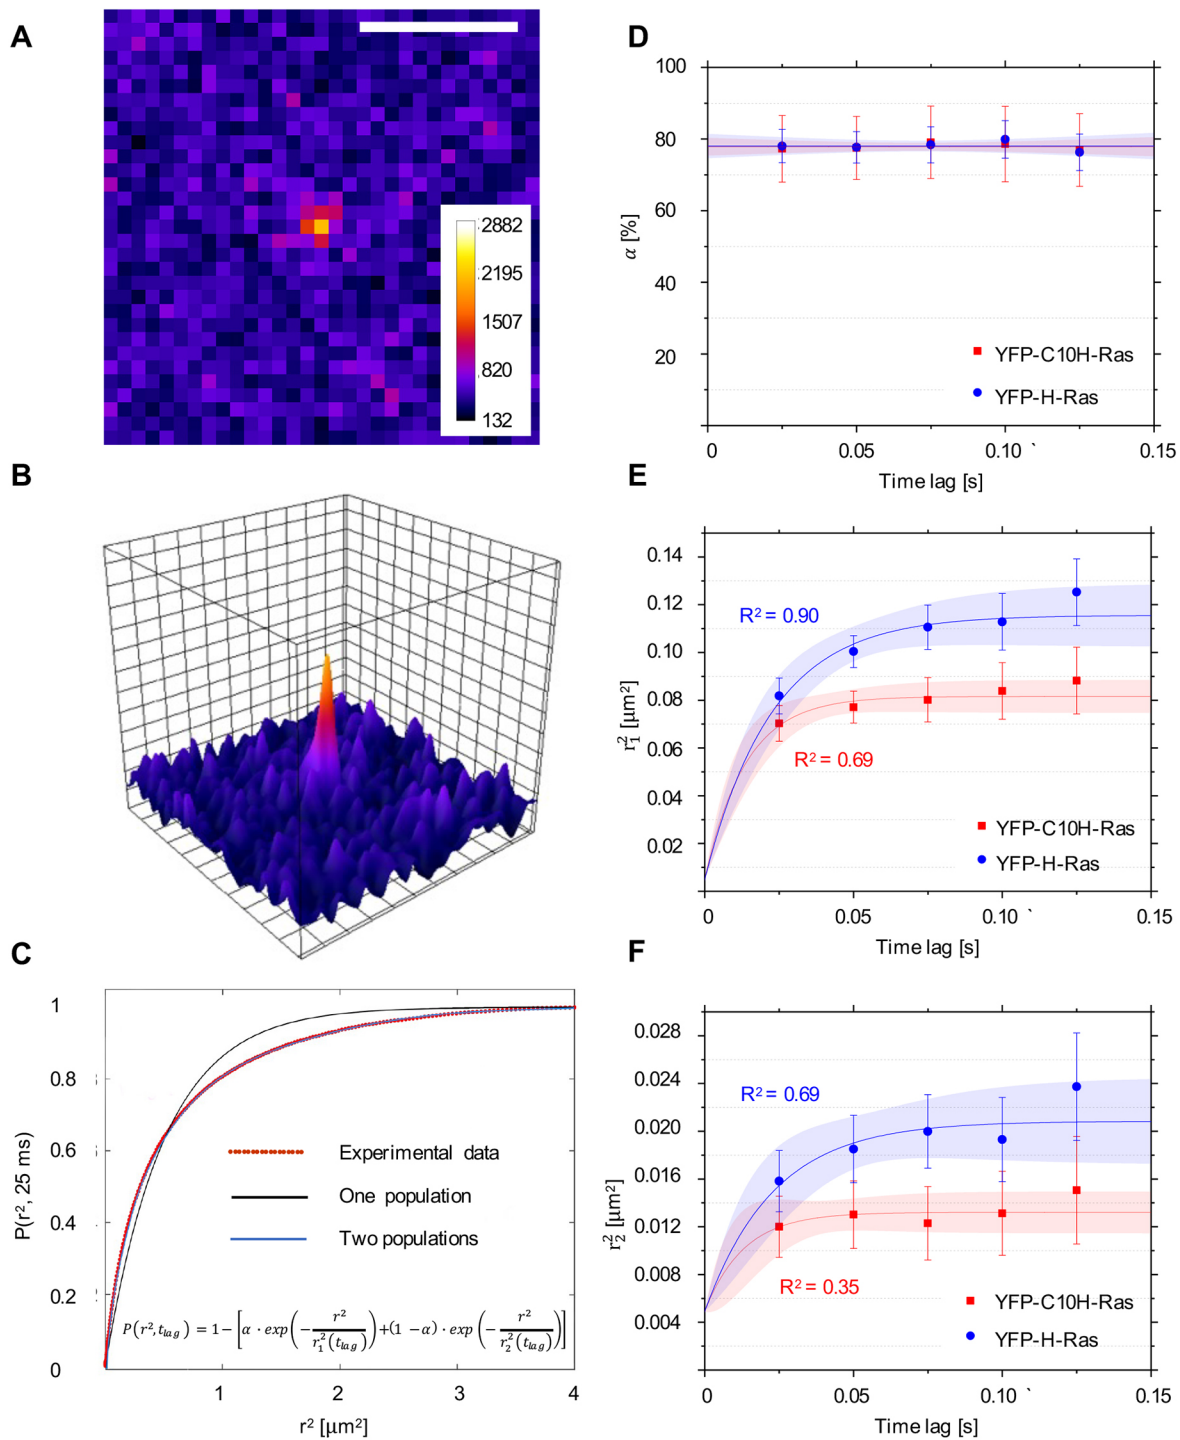 A
2882
2195
1507
820
132
B
C
1
0.8
0.6
0.4
0.2
0
P(r², 25 ms)
Experimental data
One population
Two populations
P(r², t_lag) = 1 − [α · exp(− r² / r₁²(t_lag)) + (1 − α) · exp(− r² / r₂²(t_lag))]
1 2 3 4
r² [µm²]
D
100
80
60
40
20
α [%]
YFP-C10H-Ras
YFP-H-Ras
0 0.05 0.10 ` 0.15
Time lag [s]
E
0.14
0.12
0.10
0.08
0.06
0.04
0.02
r₁² [µm²]
R² = 0.90
R² = 0.69
YFP-C10H-Ras
YFP-H-Ras
0 0.05 0.10 ` 0.15
Time lag [s]
F
0.028
0.024
0.020
0.016
0.012
0.008
0.004
0
r₂² [µm²]
R² = 0.69
R² = 0.35
YFP-C10H-Ras
YFP-H-Ras
0 0.05 0.10 ` 0.15
Time lag [s]